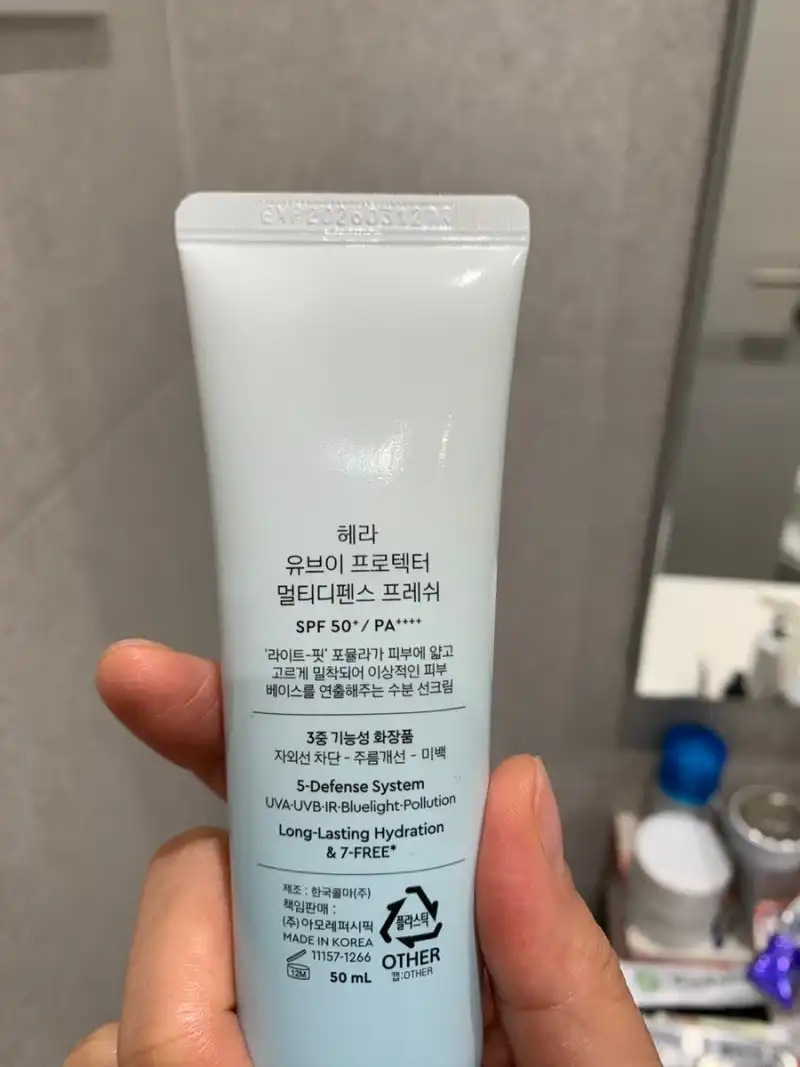 헤라
유브이 프로텍터
멀티디펜스 프레쉬
SPF 50⁺ / PA⁺⁺⁺⁺
'라이트-핏' 포뮬라가 피부에 얇고
고르게 밀착되어 이상적인 피부
베이스를 연출해주는 수분 선크림
3중 기능성 화장품
자외선 차단 - 주름개선 - 미백
5-Defense System
UVA·UVB·IR·Bluelight·Pollution
Long-Lasting Hydration
& 7-FREE*
제조 : 한국콜마(주)
책임판매 :
(주)아모레퍼시픽
MADE IN KOREA
11157-1266
12M
50 mL
플라스틱
OTHER
캡:OTHER